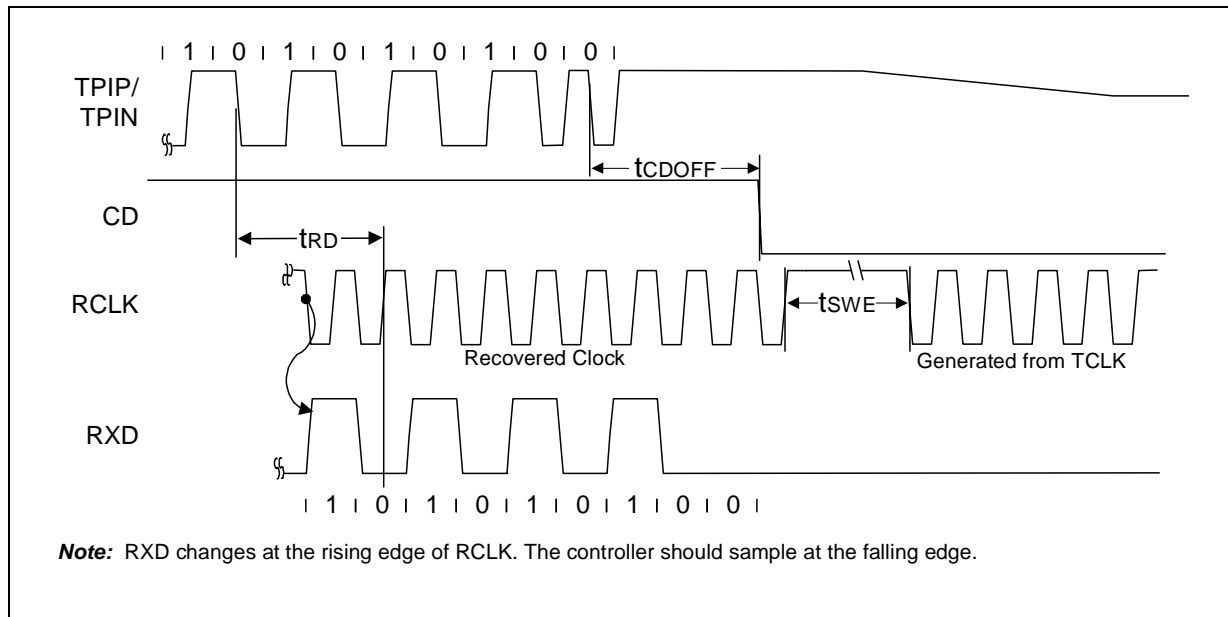 1 0 1 0 1 0 1 0 0
TPIP/
TPIN
tCDOFF
CD
tRD
RCLK
tSWE
Recovered Clock
Generated from TCLK
RXD
1 0 1 0 1 0 1 0 0
Note: RXD changes at the rising edge of RCLK. The controller should sample at the falling edge.